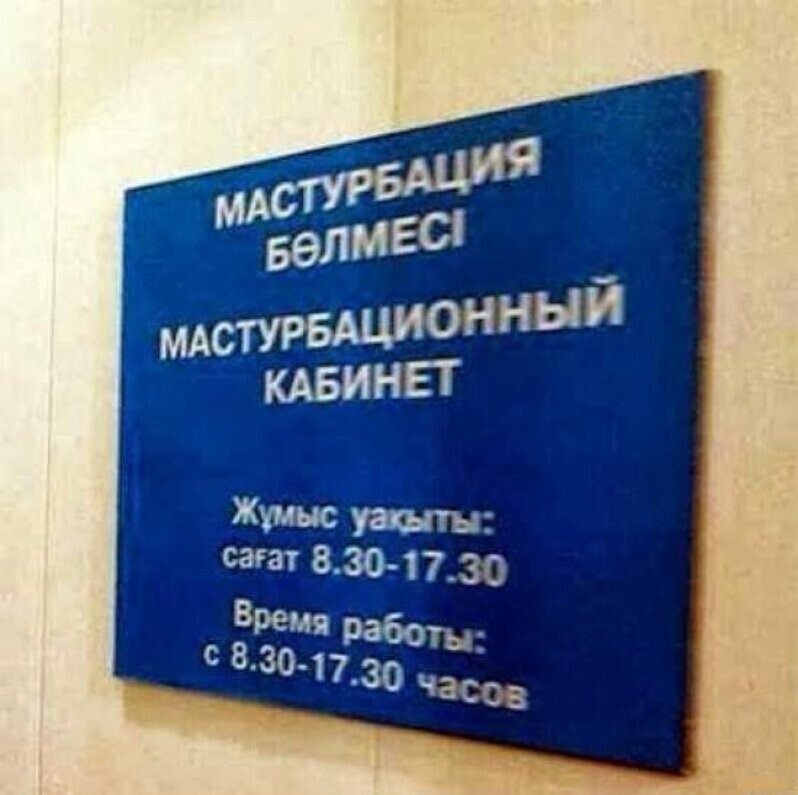 МАСТУРБАЦИЯ
БӨЛМЕСІ
МАСТУРБАЦИОННЫЙ
КАБИНЕТ
Жұмыс уақыты:
сағат 8.30-17.30
Время работы:
с 8.30-17.30 часов